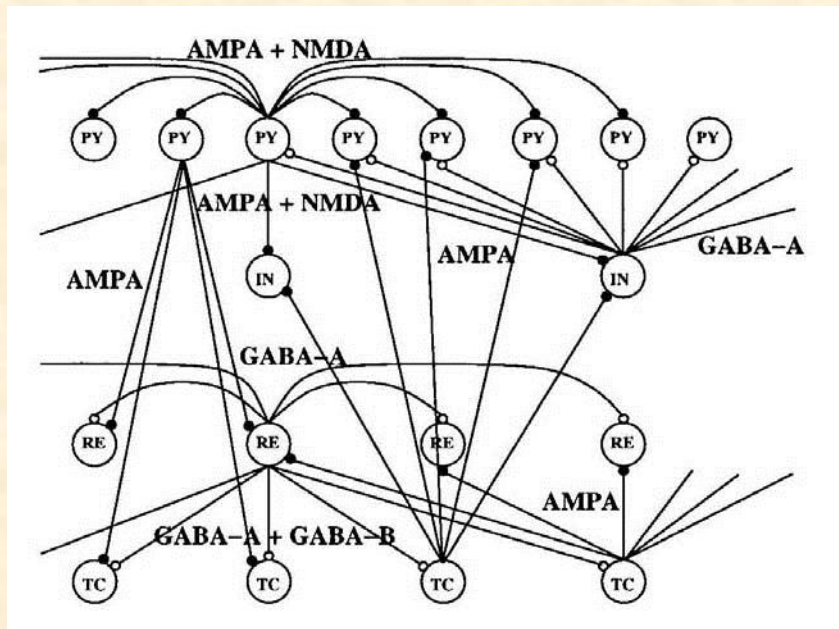 AMPA + NMDA
PY PY PY PY PY PY PY PY
AMPA + NMDA
GABA-A
AMPA
AMPA
IN IN
GABA-A
RE RE RE RE
AMPA
GABA-A + GABA-B
TC TC TC TC